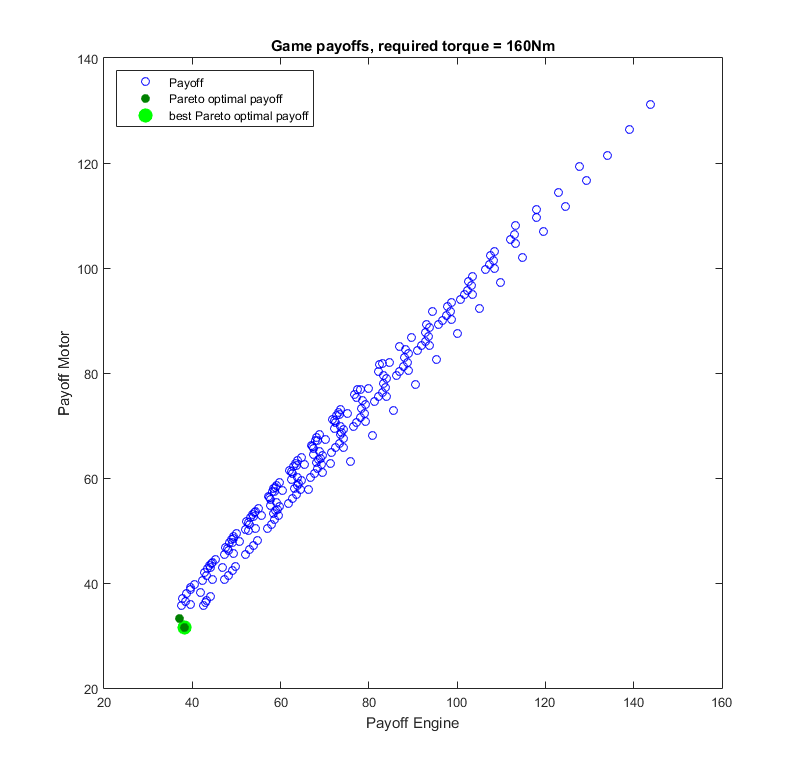 Game payoffs, required torque = 160Nm
140
120
100
80
60
40
20
Payoff Motor
Payoff
Pareto optimal payoff
best Pareto optimal payoff
20 40 60 80 100 120 140 160
Payoff Engine